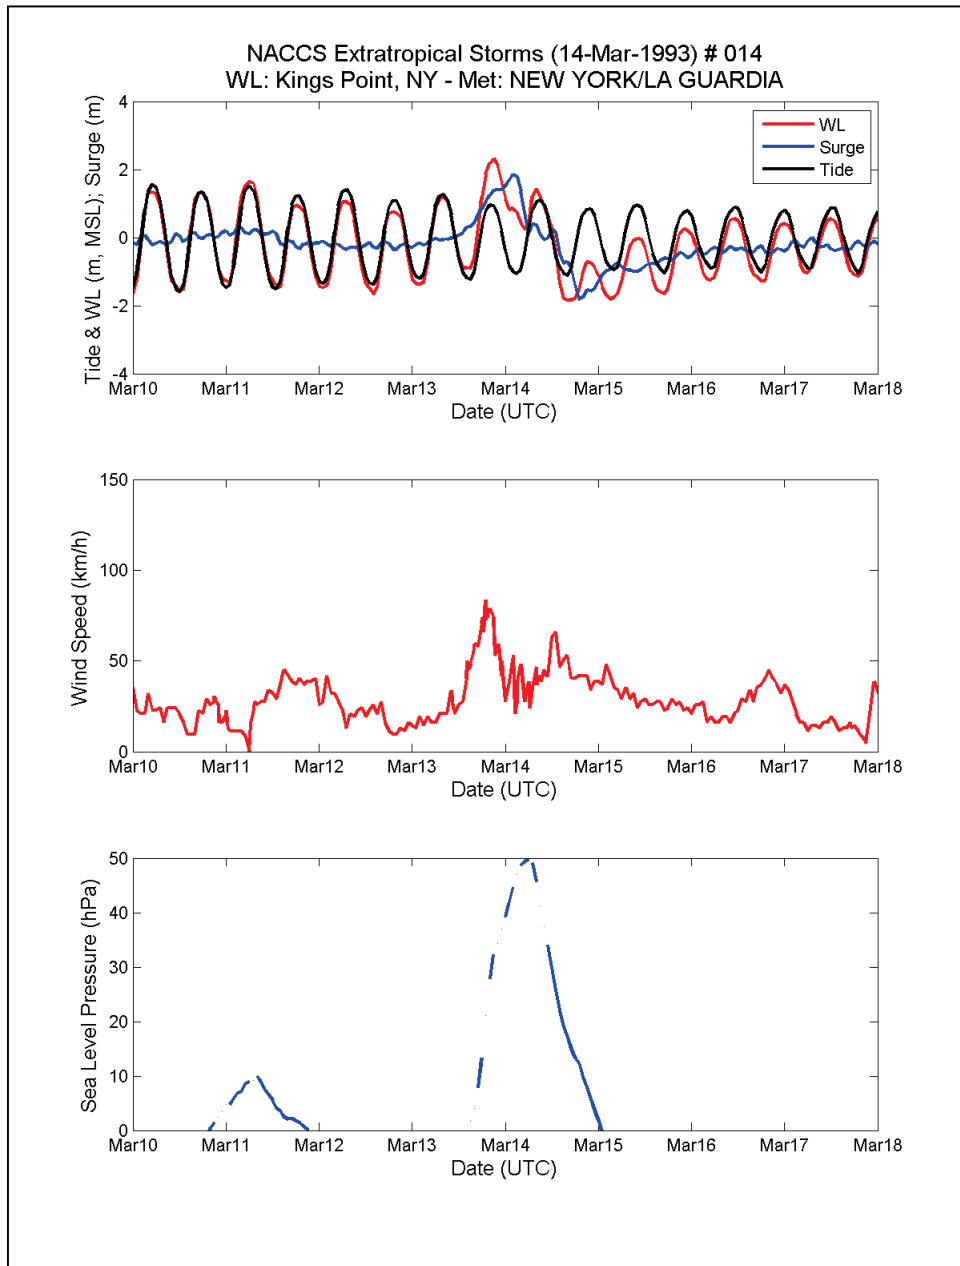 NACCS Extratropical Storms (14-Mar-1993) # 014
WL: Kings Point, NY - Met: NEW YORK/LA GUARDIA
Tide & WL (m, MSL); Surge (m)
4
2
0
-2
-4
WL
Surge
Tide
Mar10 Mar11 Mar12 Mar13 Mar14 Mar15 Mar16 Mar17 Mar18
Date (UTC)
Wind Speed (km/h)
150
100
50
0
Mar10 Mar11 Mar12 Mar13 Mar14 Mar15 Mar16 Mar17 Mar18
Date (UTC)
Sea Level Pressure (hPa)
50
40
30
20
10
0
Mar10 Mar11 Mar12 Mar13 Mar14 Mar15 Mar16 Mar17 Mar18
Date (UTC)